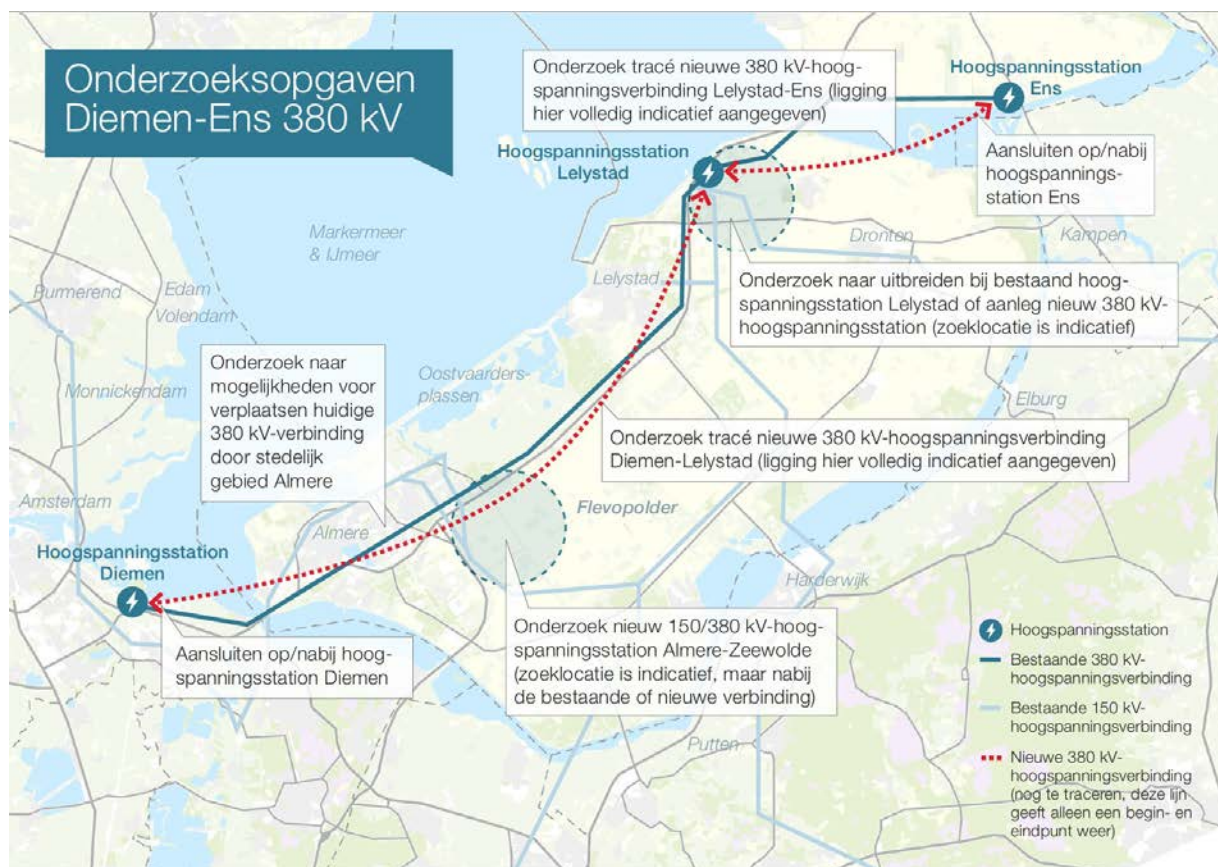 Onderzoeksopgaven
Diemen-Ens 380 kV
Onderzoek tracé nieuwe 380 kV-hoog-
spanningsverbinding Lelystad-Ens (ligging
hier volledig indicatief aangegeven)
Hoogspanningsstation
Ens
Hoogspanningsstation
Lelystad
Aansluiten op/nabij
hoogspannings-
station Ens
Markermeer
& IJmeer
Dronten
Kampen
Lelystad
Onderzoek naar uitbreiden bij bestaand hoog-
spanningsstation Lelystad of aanleg nieuw 380 kV-
hoogspanningsstation (zoeklocatie is indicatief)
Purmerend
Edam
Volendam
Onderzoek naar
mogelijkheden voor
verplaatsen huidige
380 kV-verbinding
door stedelijk
gebied Almere
Monnickendam
Oostvaarders-
plassen
Elburg
Onderzoek tracé nieuwe 380 kV-hoogspanningsverbinding
Diemen-Lelystad (ligging hier volledig indicatief aangegeven)
Amsterdam
Almere
Flevopolder
Hoogspanningsstation
Diemen
Harderwijk
Aansluiten op/nabij hoog-
spanningsstation Diemen
Onderzoek nieuw 150/380 kV-hoog-
spanningsstation Almere-Zeewolde
(zoeklocatie is indicatief, maar nabij
de bestaande of nieuwe verbinding)
Putten
Hoogspanningsstation
Bestaande 380 kV-
hoogspanningsverbinding
Bestaande 150 kV-
hoogspanningsverbinding
Nieuwe 380 kV-
hoogspanningsverbinding
(nog te traceren, deze lijn
geeft alleen een begin- en
eindpunt weer)